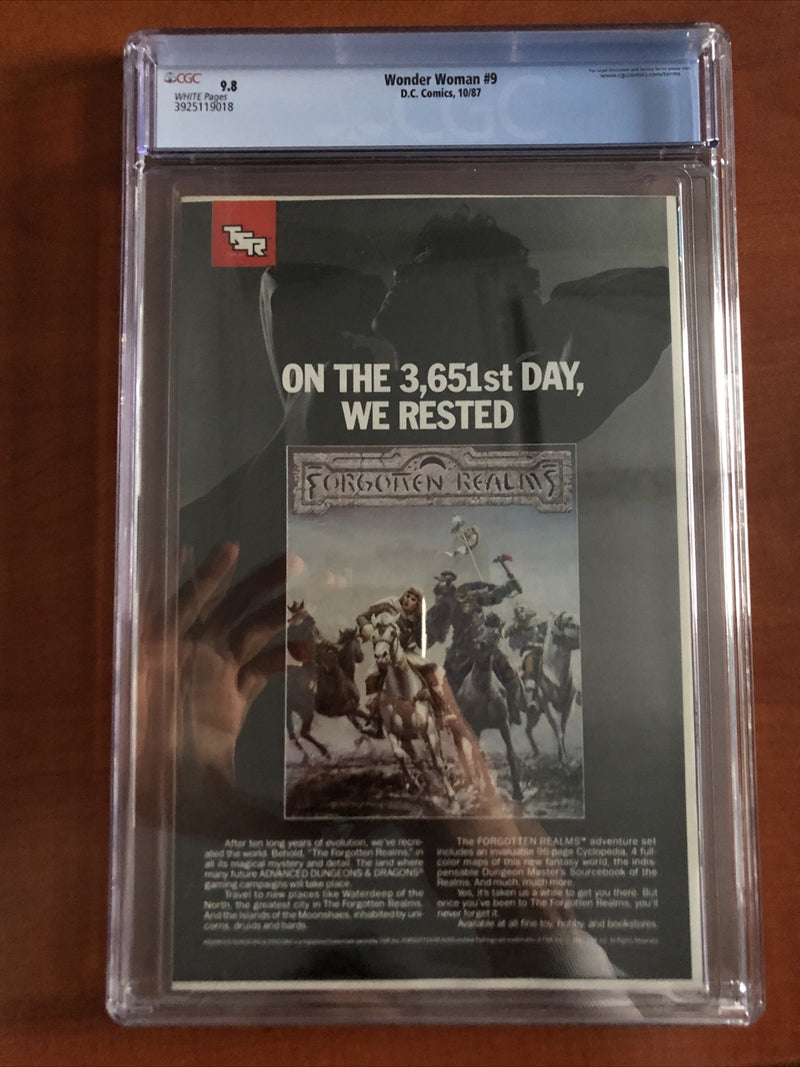 CGC
9.8
WHITE Pages
3925119018
Wonder Woman #9
D.C. Comics, 10/87
www.cgccomics.com/terms
CGC
TSR
ON THE 3,651st DAY,
WE RESTED
FORGOTTEN REALMS
After ten long years of evolution, we've recre-
ated the world. Behold, "The Forgotten Realms" in
all its magical mystery and detail. The land where
many future ADVANCED DUNGEONS & DRAGONS®
gaming campaigns will take place.
Travel to new places like Waterdeep of the
North, the greatest city in The Forgotten Realms.
And the Islands of the Moonshaes, inhabited by uni-
corns, druids and bards.
The FORGOTTEN REALMS™ adventure set
includes an invaluable 96-page Cyclopedia, 4 full-
color maps of this new fantasy world, the indis-
pensable Dungeon Master's Sourcebook of the
Realms. And much, much more.
Yes, it's taken us a while to get you there. But
once you've been to The Forgotten Realms, you'll
never forget it.
Available at all fine toy, hobby, and bookstores.